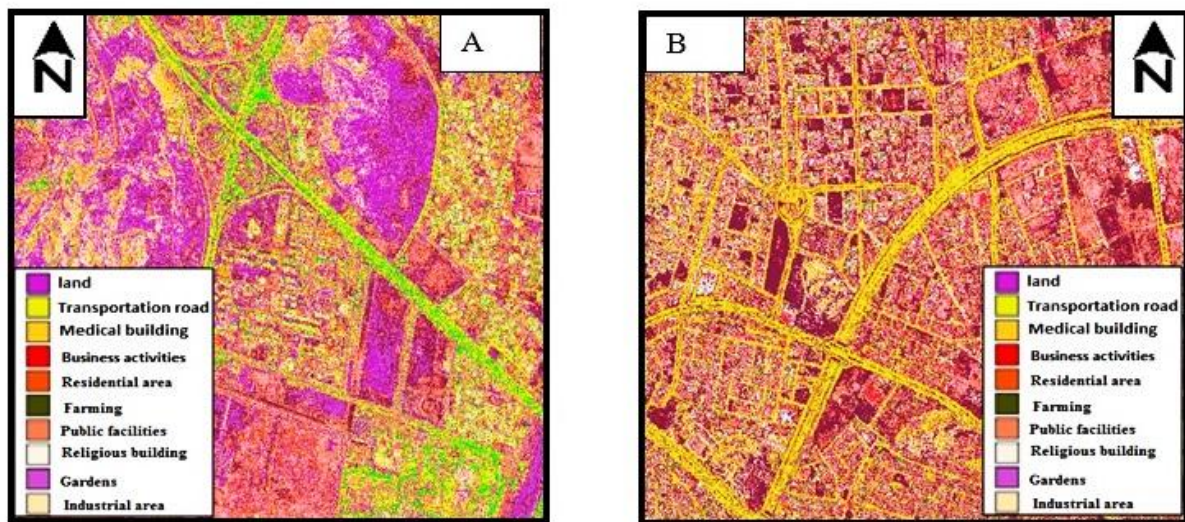 N
A
land
Transportation road
Medical building
Business activities
Residential area
Farming
Public facilities
Religious building
Gardens
Industrial area
B
N
land
Transportation road
Medical building
Business activities
Residential area
Farming
Public facilities
Religious building
Gardens
Industrial area